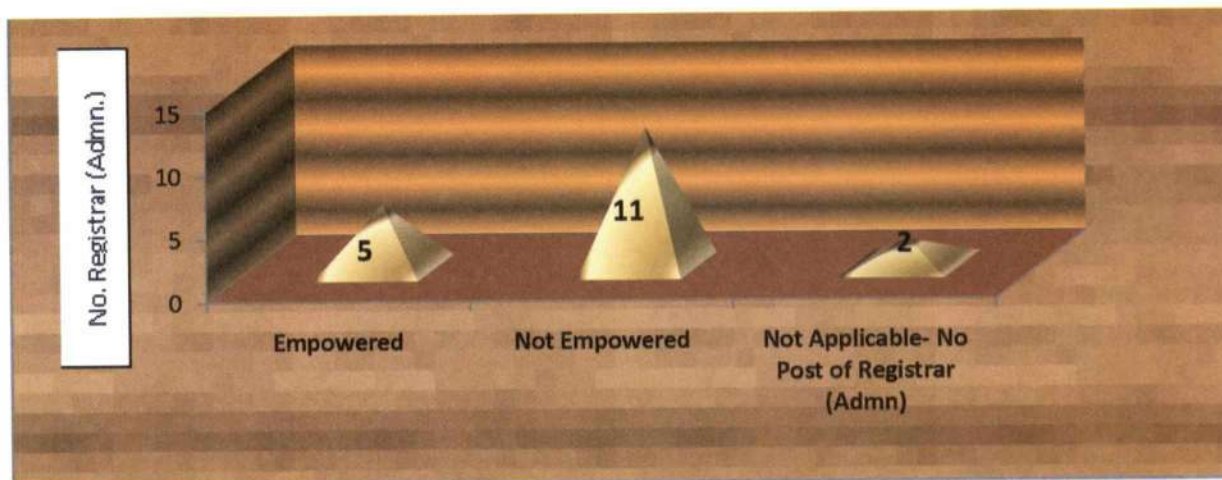 No. Registrar (Admn.)
15
10
5
0
5
11
2
Empowered
Not Empowered
Not Applicable- No
Post of Registrar
(Admn)